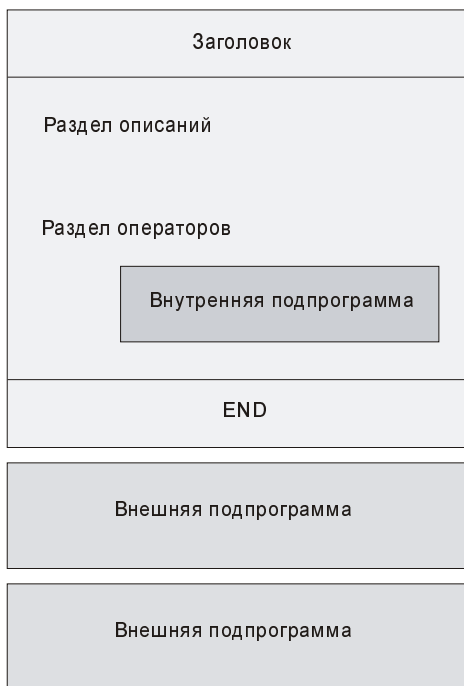 Заголовок
Раздел описаний
Раздел операторов
Внутренняя подпрограмма
END
Внешняя подпрограмма
Внешняя подпрограмма